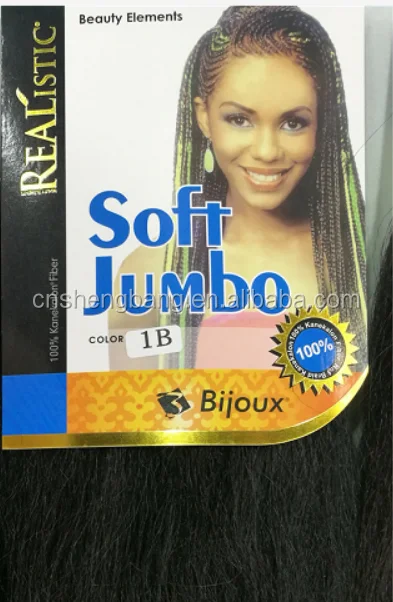 Beauty Elements
REALISTIC®
Soft
Jumbo
100% Kanekalon® Fiber
cnshengbang.en.alibaba.com
COLOR 1B
100%
Bijoux®